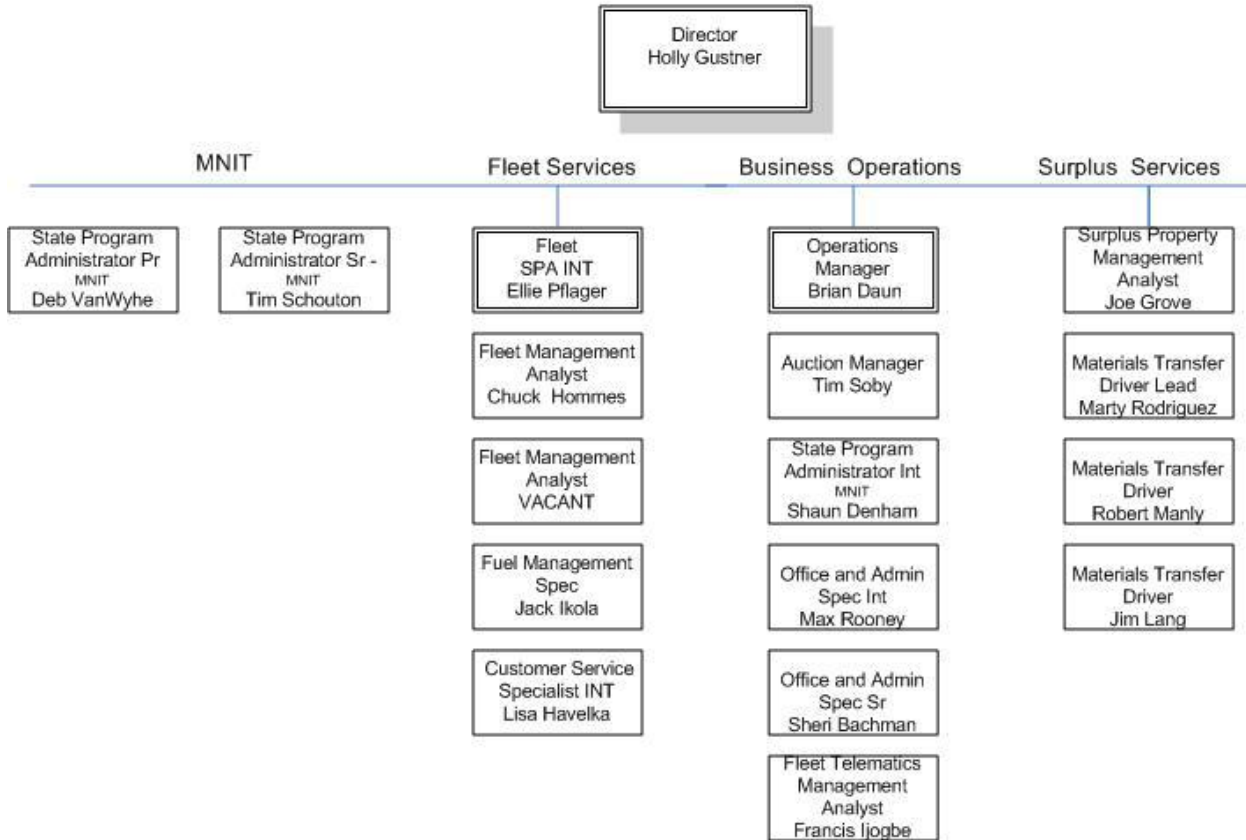 Director
Holly Gustner
MNIT
Fleet Services
Business Operations
Surplus Services
State Program
Administrator Pr
MNIT
Deb VanWyhe
State Program
Administrator Sr -
MNIT
Tim Schouton
Fleet
SPA INT
Ellie Pflager
Fleet Management
Analyst
Chuck Hommes
Fleet Management
Analyst
VACANT
Fuel Management
Spec
Jack Ikola
Customer Service
Specialist INT
Lisa Havelka
Operations
Manager
Brian Daun
Auction Manager
Tim Soby
State Program
Administrator Int
MNIT
Shaun Denham
Office and Admin
Spec Int
Max Rooney
Office and Admin
Spec Sr
Sheri Bachman
Fleet Telematics
Management
Analyst
Francis Ijogbe
Surplus Property
Management
Analyst
Joe Grove
Materials Transfer
Driver Lead
Marty Rodriguez
Materials Transfer
Driver
Robert Manly
Materials Transfer
Driver
Jim Lang